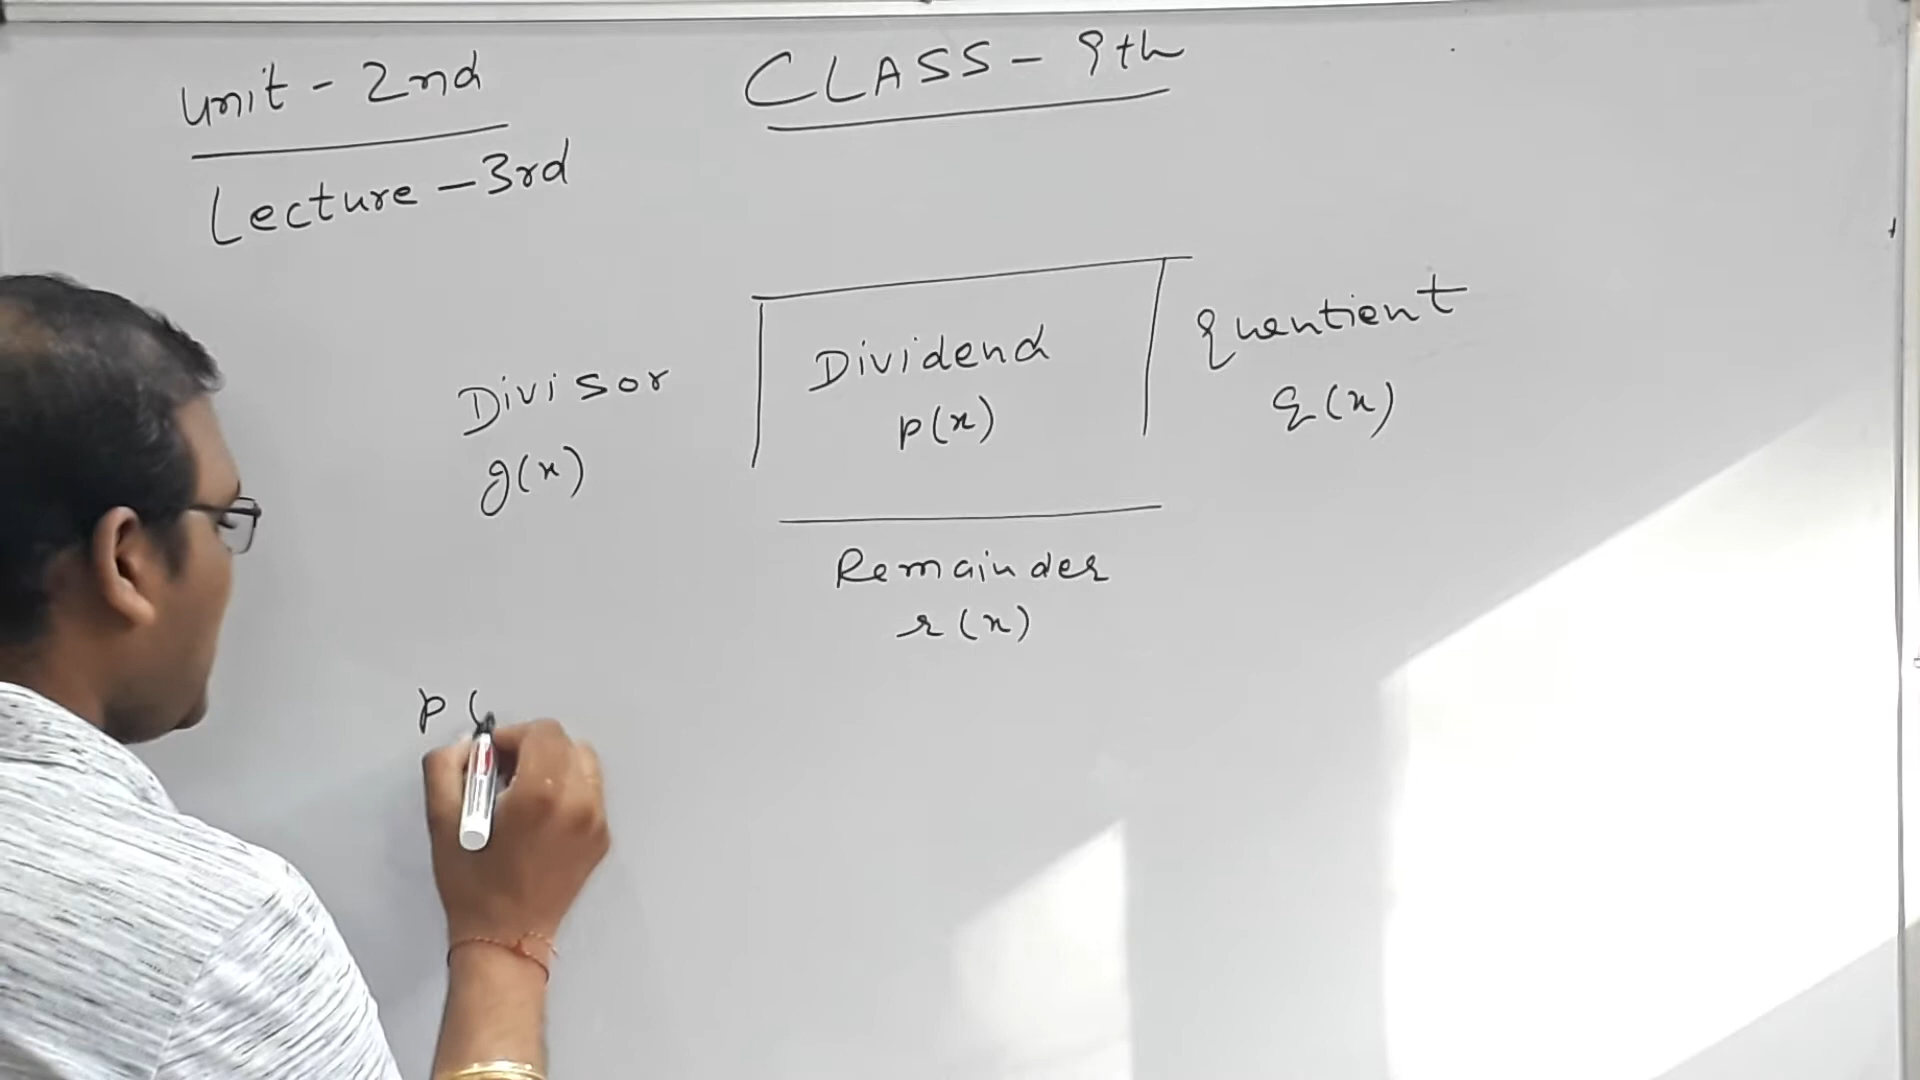 Unit - 2nd
CLASS - 9th
Lecture - 3rd
Divisor
g(x)
Dividend
p(x)
Quentient
q(x)
Remainder
r(x)
p(